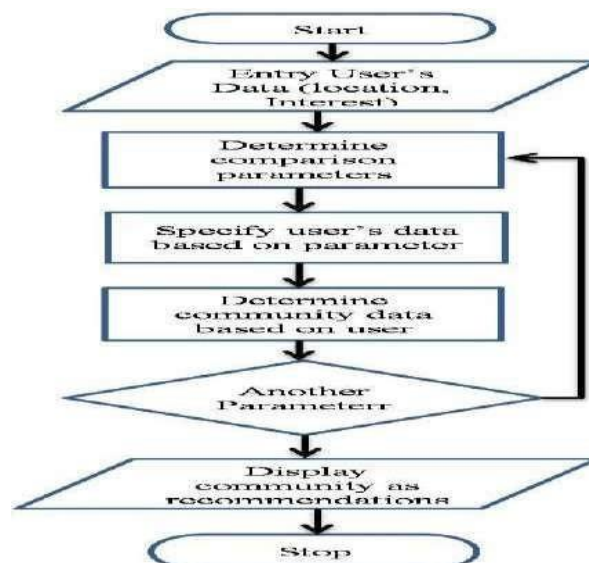 Start
Entry User's
Data (location,
Interest)
Determine
comparison
parameters
Specify user's data
based on parameter
Determine
community data
based on user
Another
Parameterr
Display
community as
recommendations
Stop